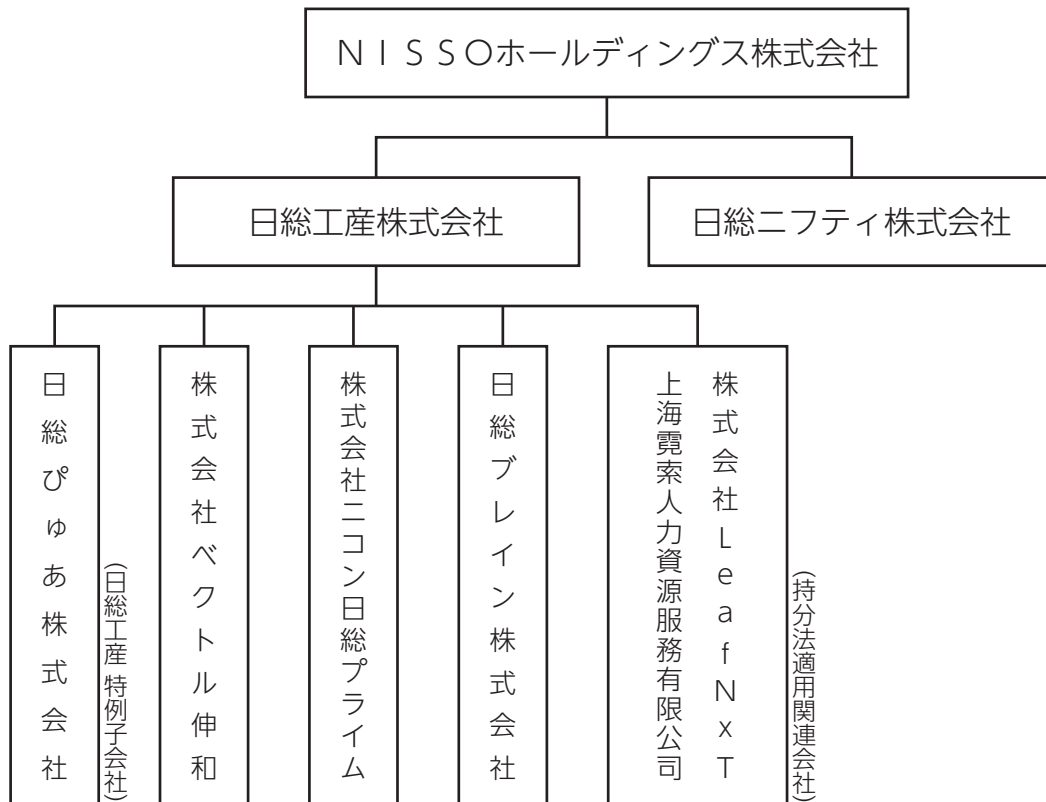 ＮＩＳＳＯホールディングス株式会社
日総工産株式会社
日総ニフティ株式会社
日総ぴゅあ株式会社
(日総工産 特例子会社)
株式会社ベクトル伸和
株式会社ニコン日総プライム
日総ブレイン株式会社
株式会社ＬｅａｆＮｘＴ
上海霓索人力資源服務有限公司
(持分法適用関連会社)